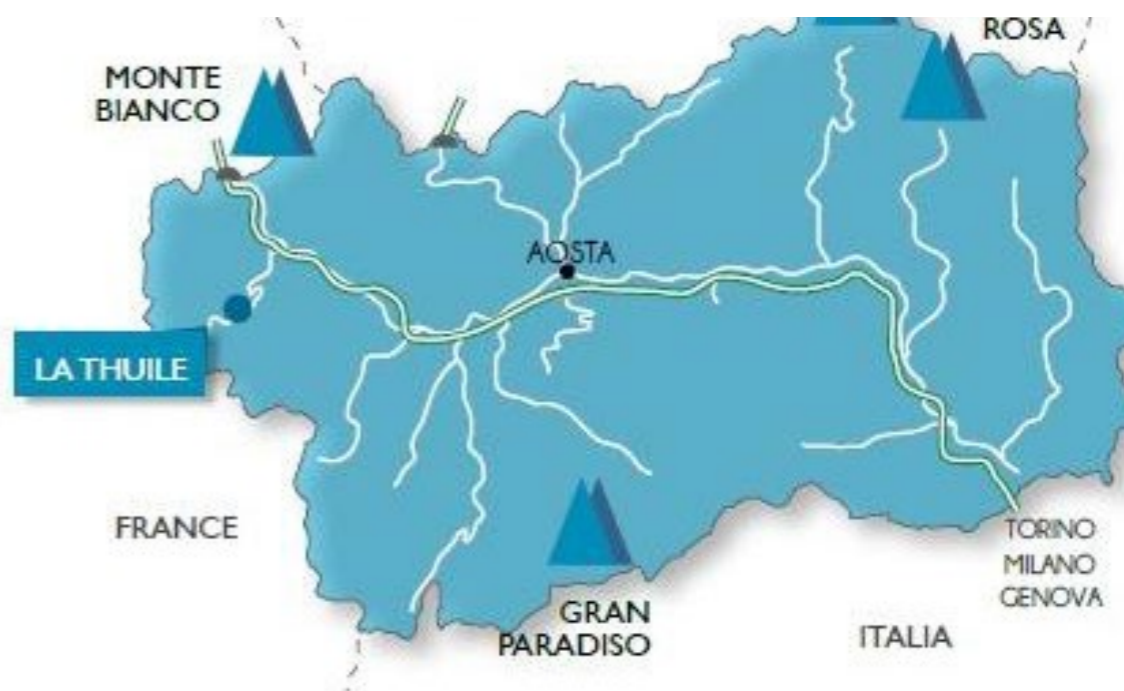 ROSA
MONTE
BIANCO
AOSTA
LA THUILE
FRANCE
TORINO
MILANO
GENOVA
GRAN
PARADISO
ITALIA